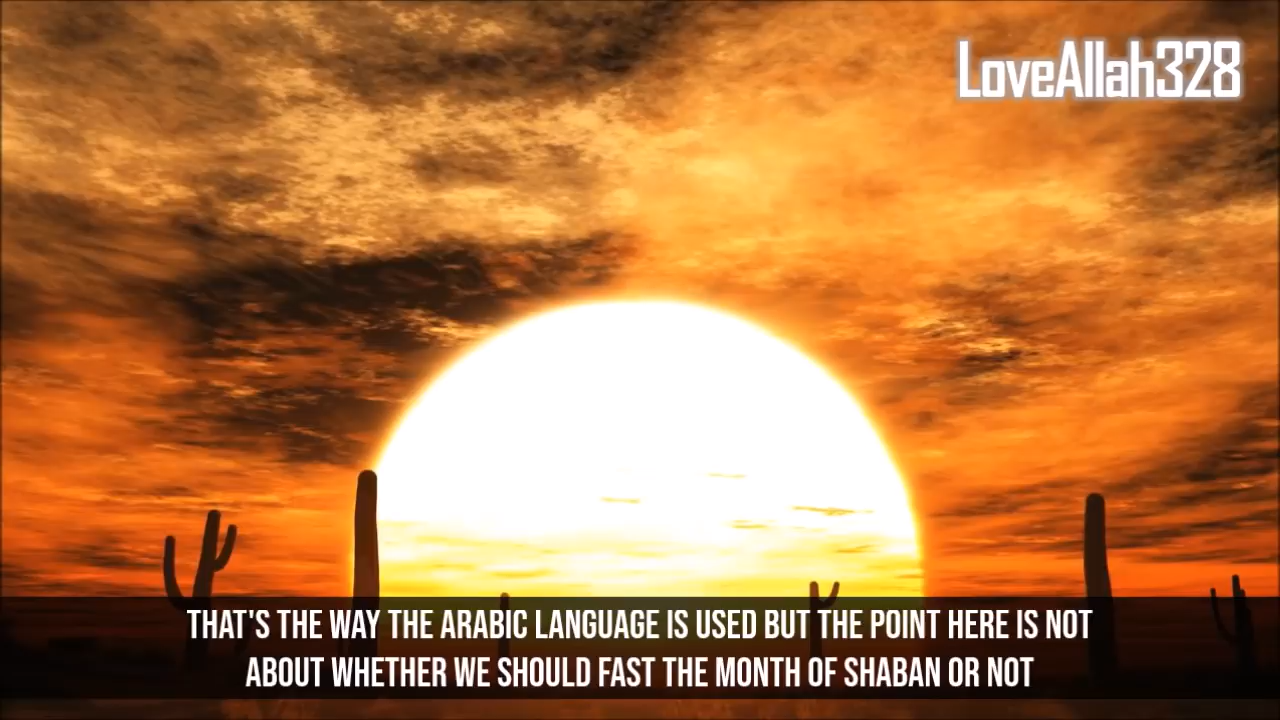 LoveAllah328
THAT'S THE WAY THE ARABIC LANGUAGE IS USED BUT THE POINT HERE IS NOT
ABOUT WHETHER WE SHOULD FAST THE MONTH OF SHABAN OR NOT